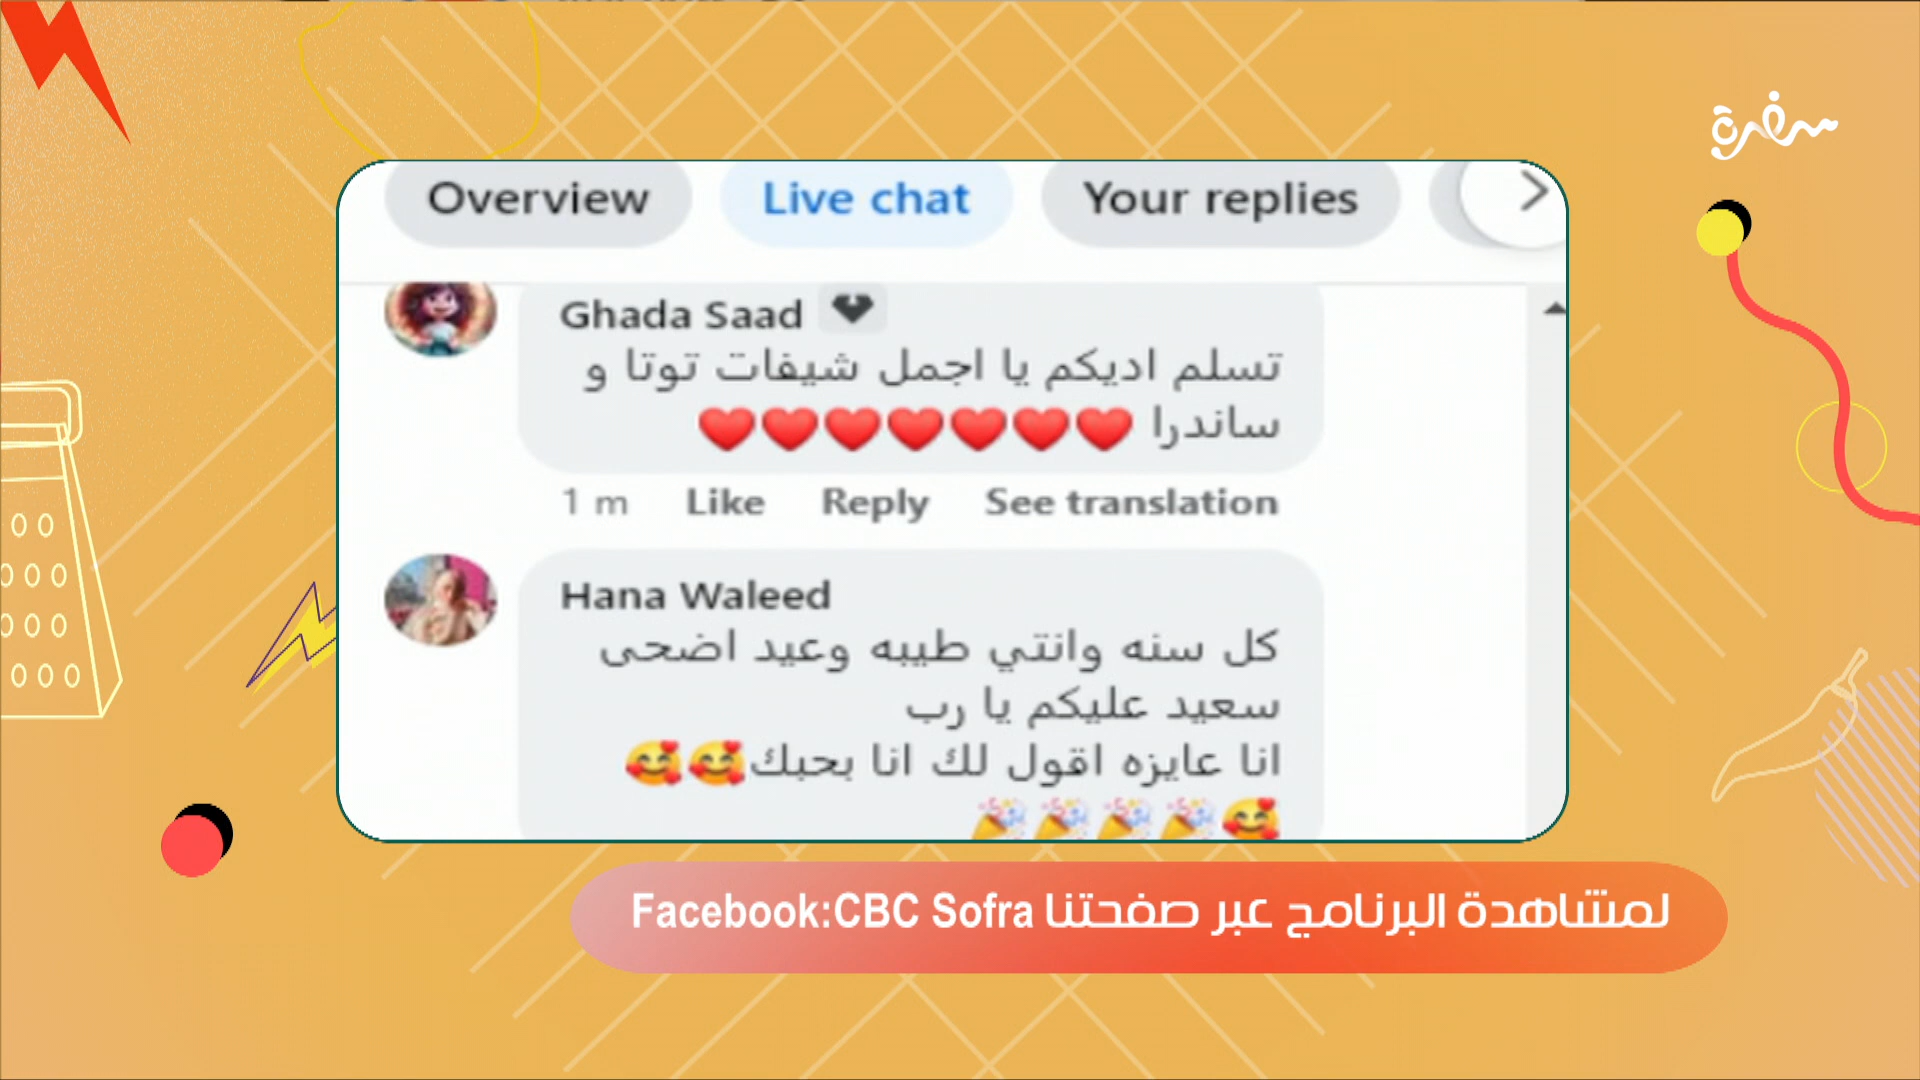 سفرة
Overview Live chat Your replies
Ghada Saad
تسلم اديكم يا اجمل شيفات توتا و
ساندرا ❤️❤️❤️❤️❤️❤️❤️
1 m Like Reply See translation
Hana Waleed
كل سنه وانتي طيبه وعيد اضحى
سعيد عليكم يا رب
انا عايزه اقول لك انا بحبك🥰🥰
🥰🎉🎉🎉🎉
لمشاهدة البرنامج عبر صفحتنا Facebook:CBC Sofra